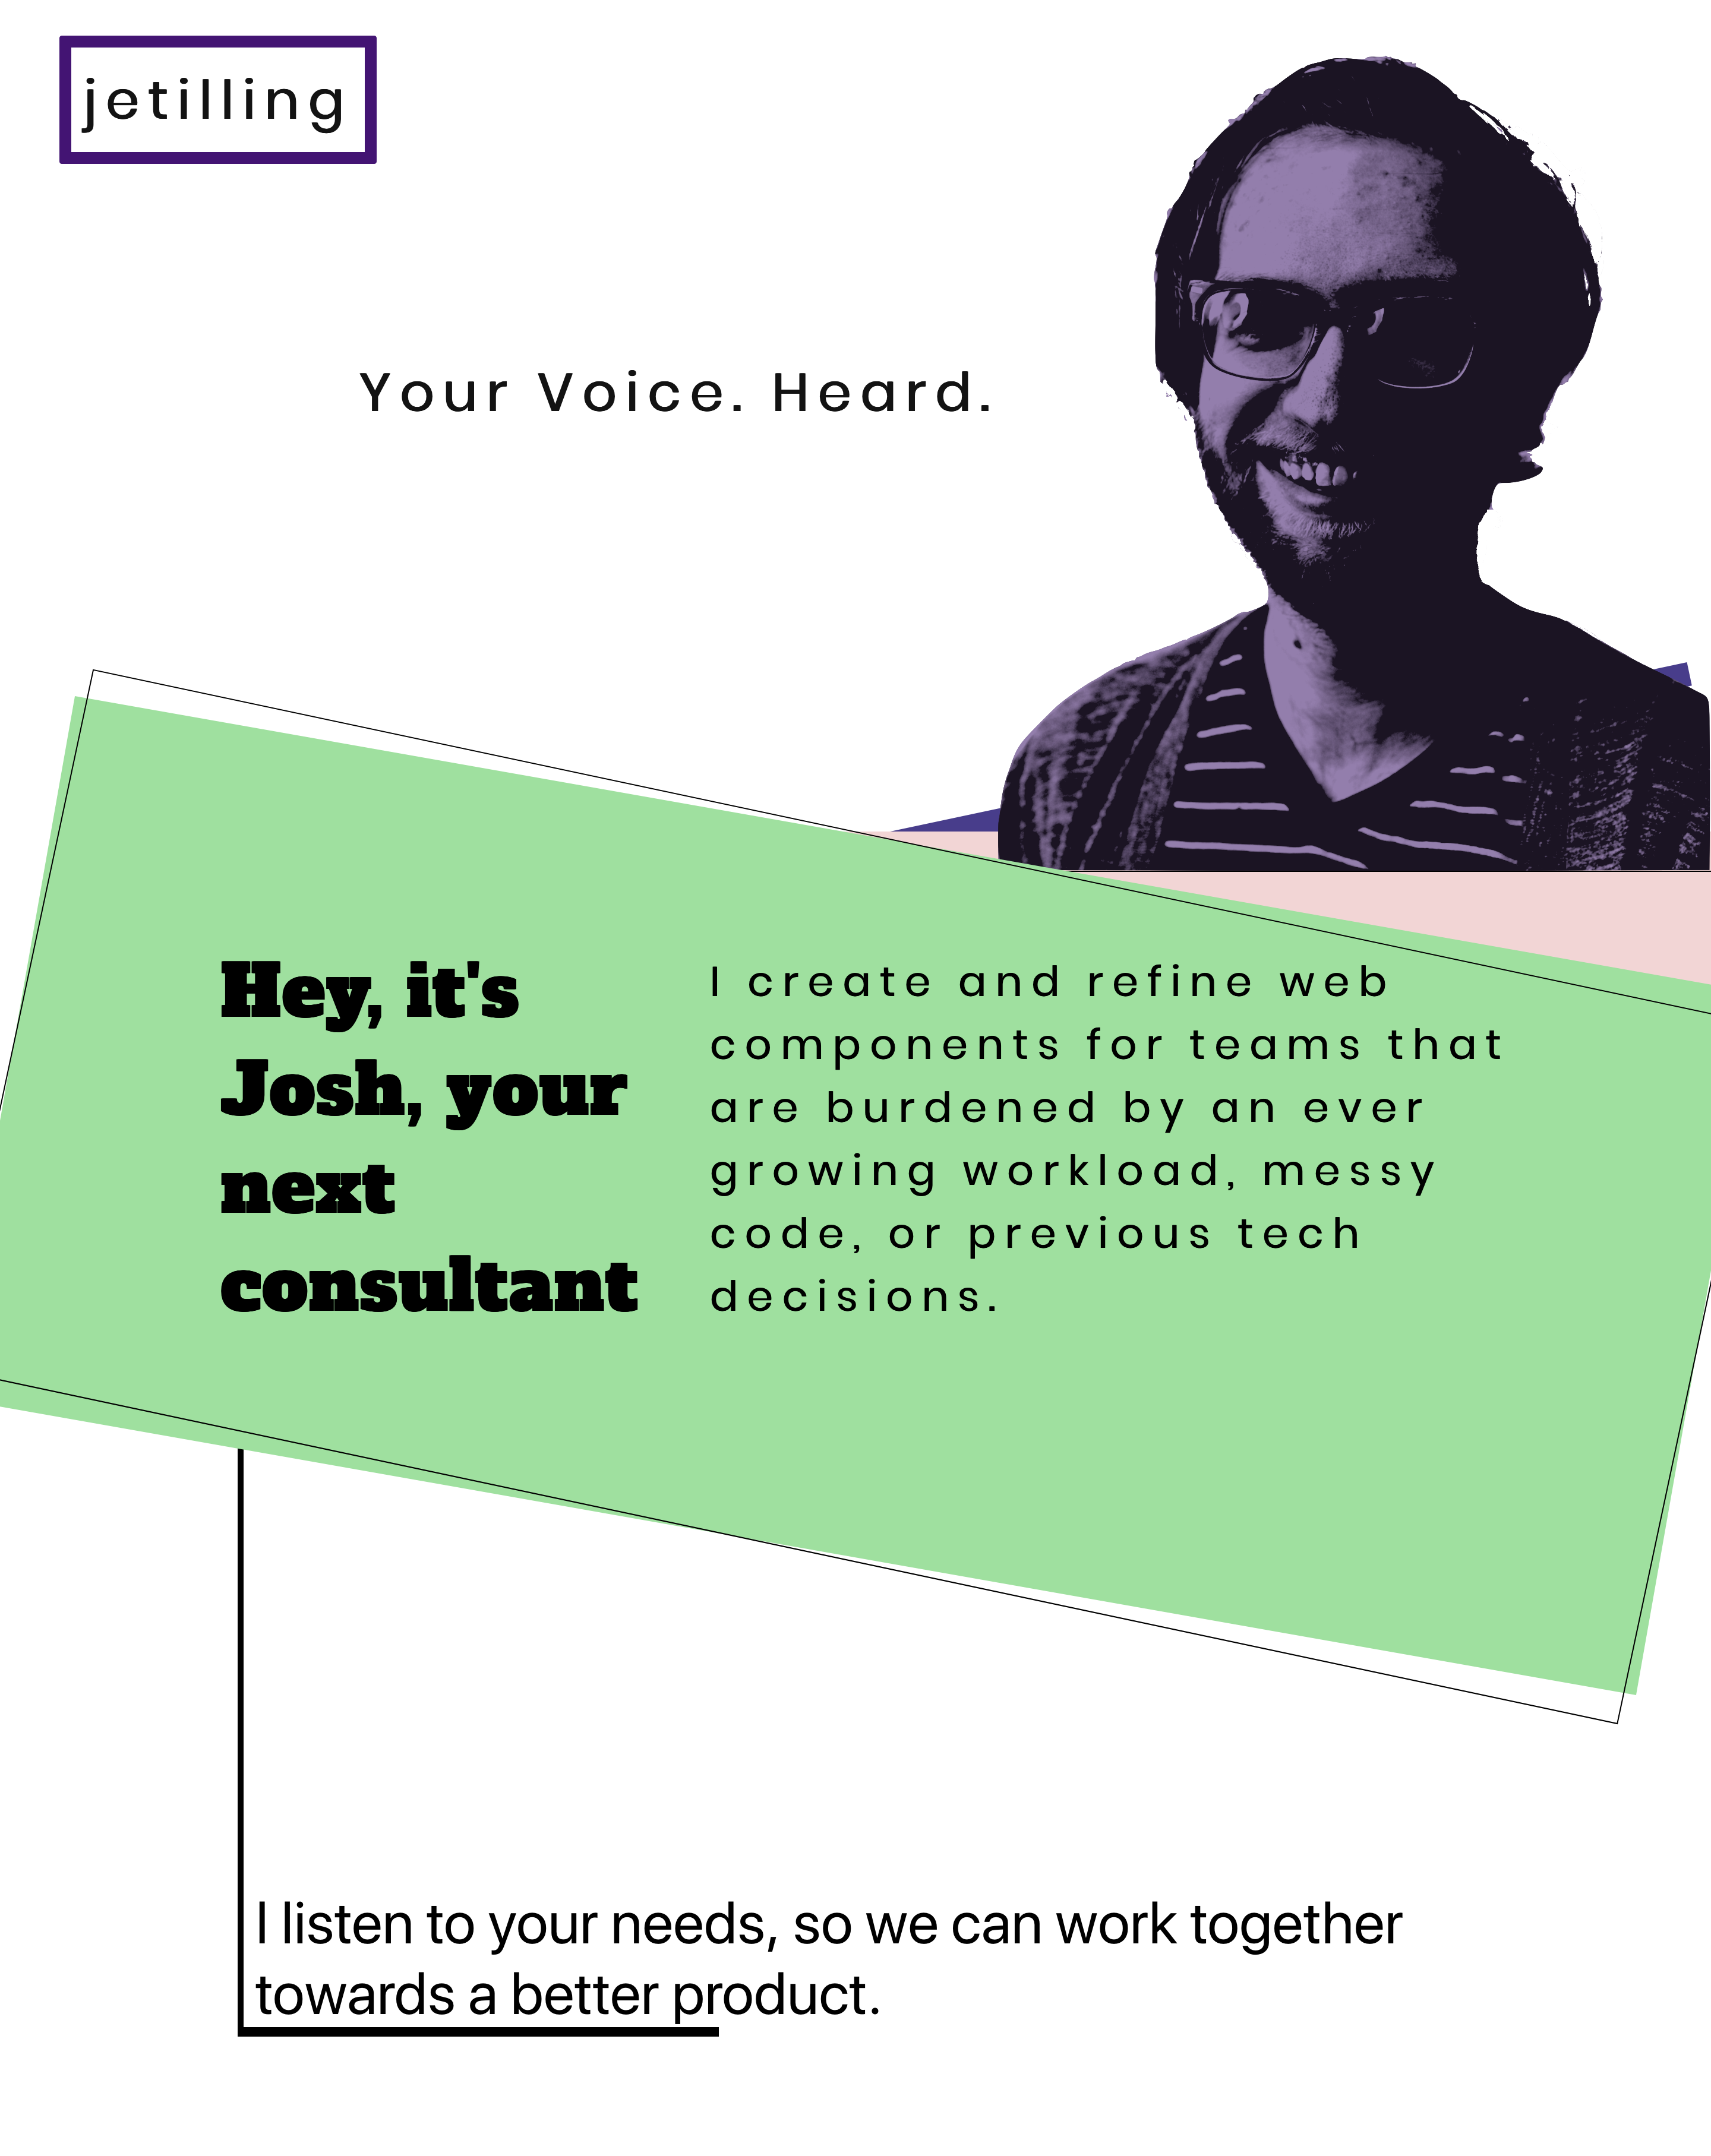 jetilling
Your Voice. Heard.
Hey, it's
Josh, your
next
consultant
I create and refine web
components for teams that
are burdened by an ever
growing workload, messy
code, or previous tech
decisions.
I listen to your needs, so we can work together
towards a better product.